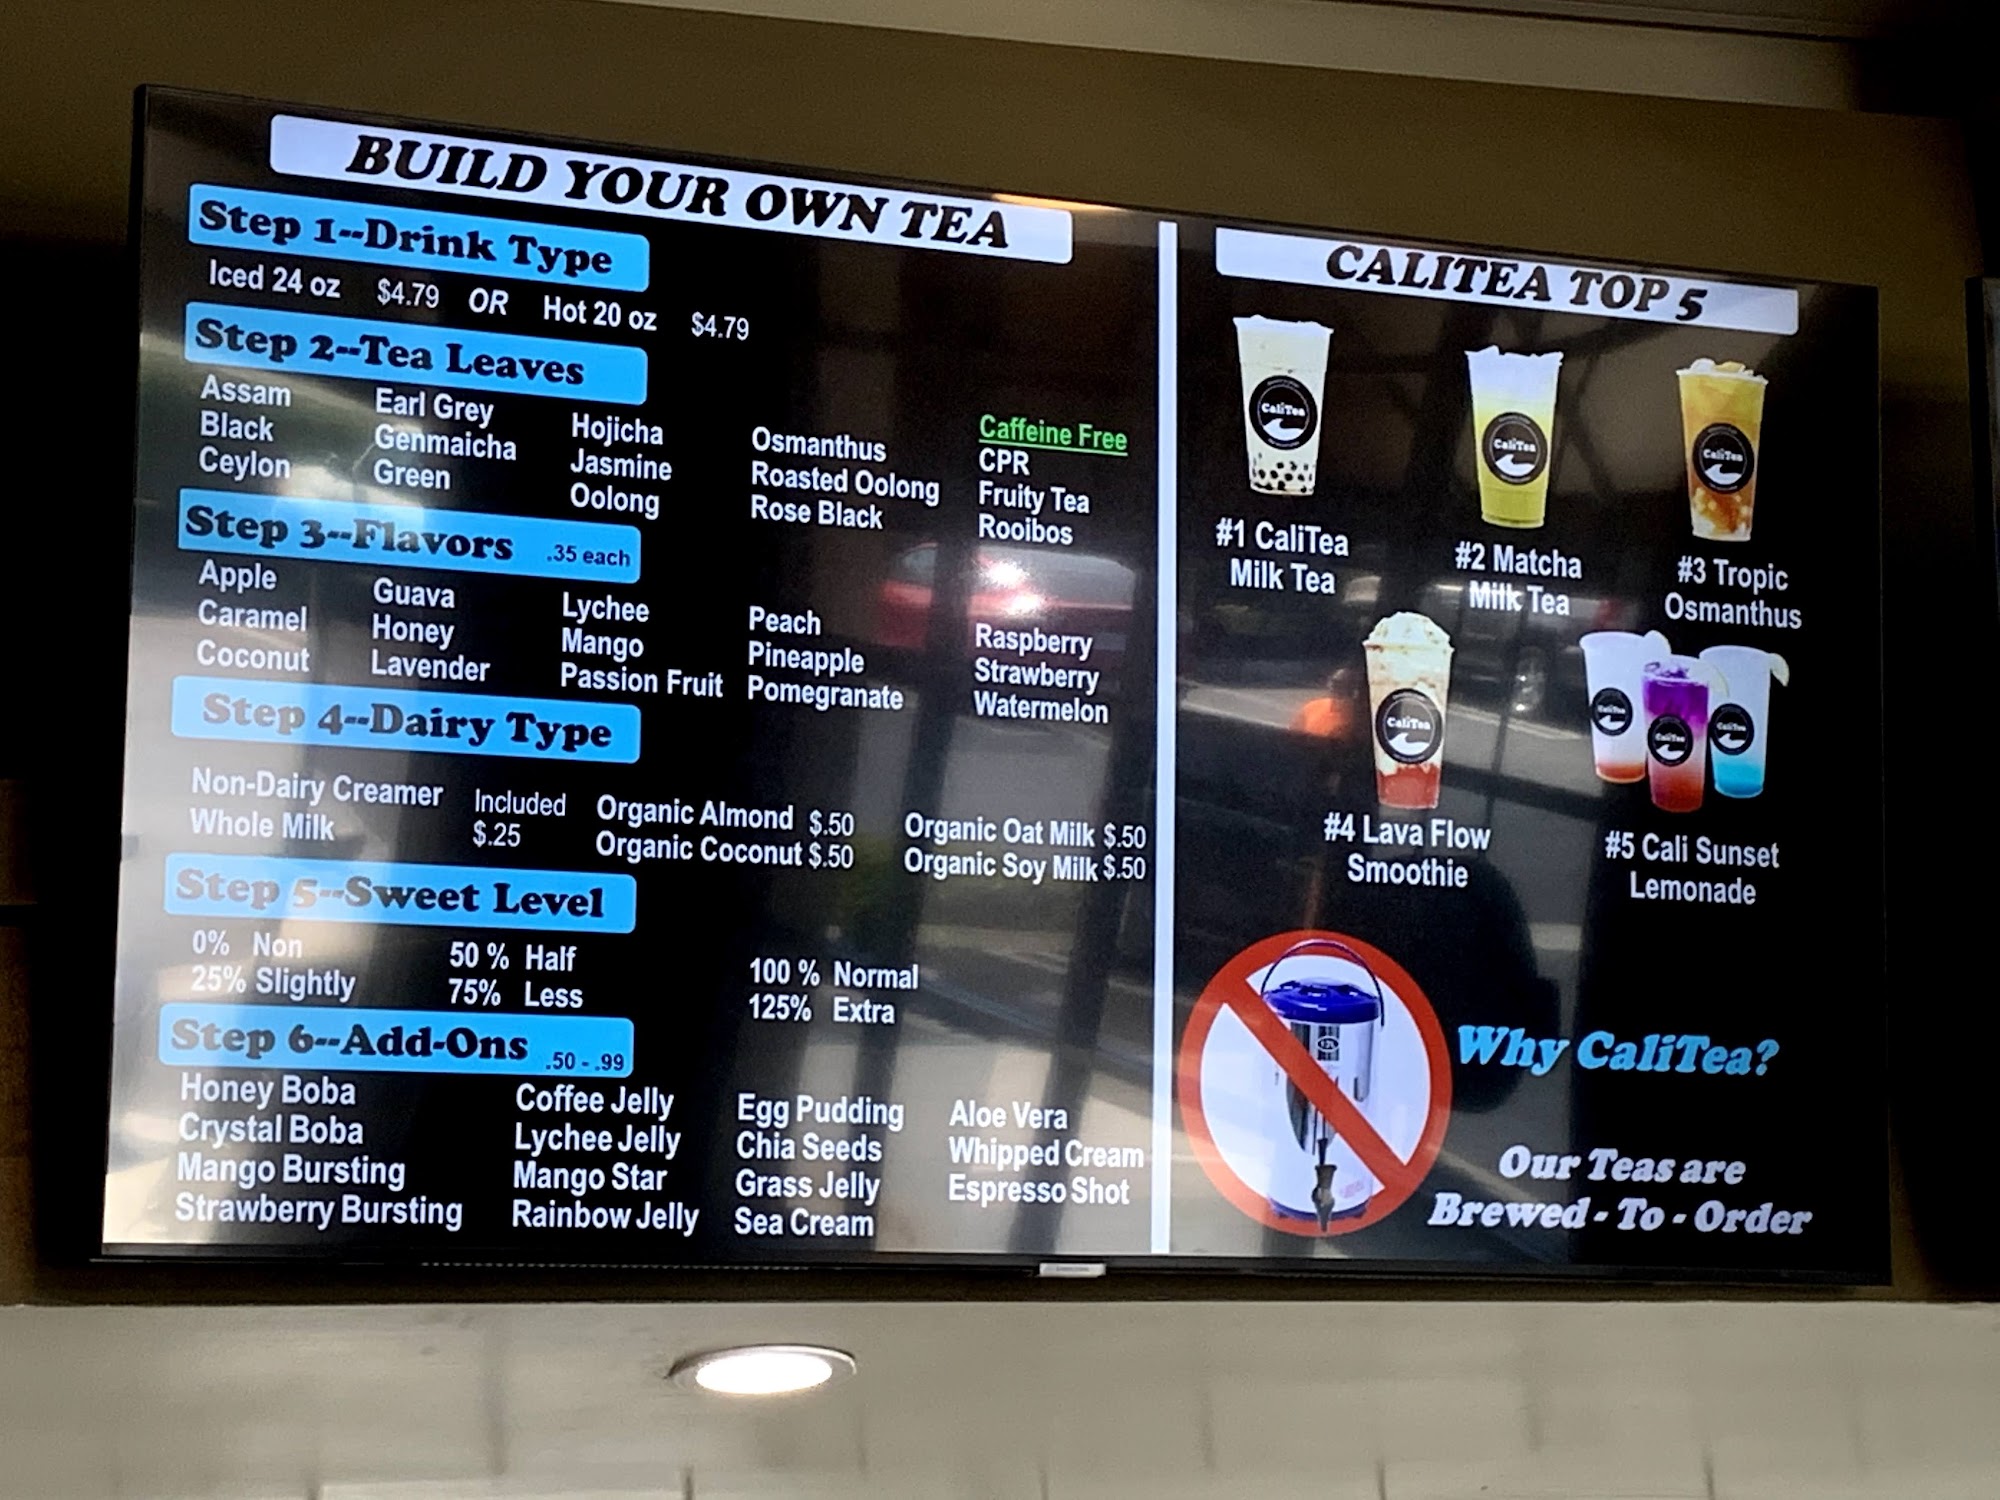 BUILD YOUR OWN TEA
Step 1--Drink Type
Iced 24 oz $4.79 OR Hot 20 oz $4.79
Step 2--Tea Leaves
Assam
Black
Ceylon
Earl Grey
Genmaicha
Green
Hojicha
Jasmine
Oolong
Osmanthus
Roasted Oolong
Rose Black
Caffeine Free
CPR
Fruity Tea
Rooibos
Step 3--Flavors .35 each
Apple
Caramel
Coconut
Guava
Honey
Lavender
Lychee
Mango
Passion Fruit
Peach
Pineapple
Pomegranate
Raspberry
Strawberry
Watermelon
Step 4--Dairy Type
Non-Dairy Creamer Included
Whole Milk $.25
Organic Almond $.50
Organic Coconut $.50
Organic Oat Milk $.50
Organic Soy Milk $.50
Step 5--Sweet Level
0% Non
25% Slightly
50 % Half
75% Less
100 % Normal
125% Extra
Step 6--Add-Ons .50 - .99
Honey Boba
Crystal Boba
Mango Bursting
Strawberry Bursting
Coffee Jelly
Lychee Jelly
Mango Star
Rainbow Jelly
Egg Pudding
Chia Seeds
Grass Jelly
Sea Cream
Aloe Vera
Whipped Cream
Espresso Shot
CALITEA TOP 5
CaliTea
CaliTea
CaliTea
#1 CaliTea
Milk Tea
#2 Matcha
Milk Tea
#3 Tropic
Osmanthus
CaliTea
CaliTea
CaliTea
CaliTea
#4 Lava Flow
Smoothie
#5 Cali Sunset
Lemonade
Why CaliTea?
Our Teas are
Brewed - To - Order